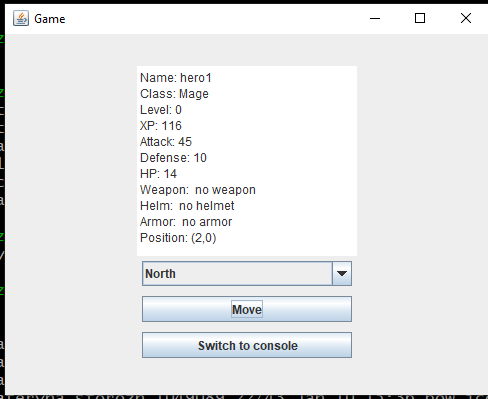 Game
Name: hero1
Class: Mage
Level: 0
XP: 116
Attack: 45
Defense: 10
HP: 14
Weapon: no weapon
Helm: no helmet
Armor: no armor
Position: (2,0)
North
Move
Switch to console